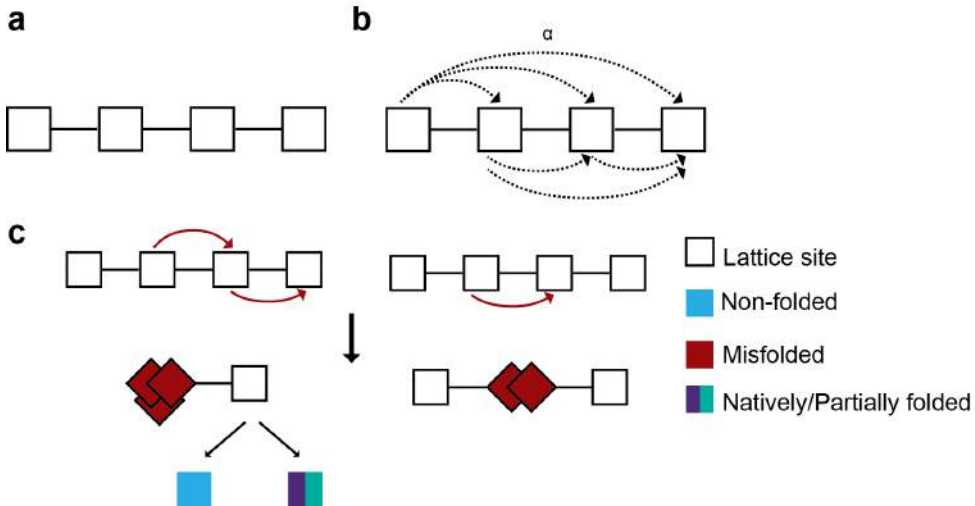 a
b
α
c
Lattice site
Non-folded
Misfolded
Natively/Partially folded